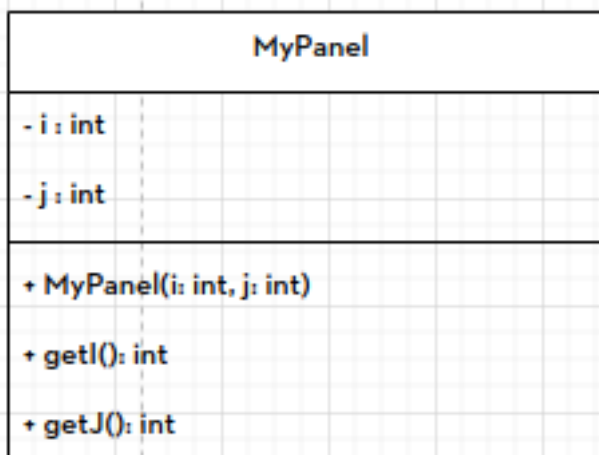 MyPanel
- i : int
- j : int
+ MyPanel(i: int, j: int)
+ getI(): int
+ getJ(): int